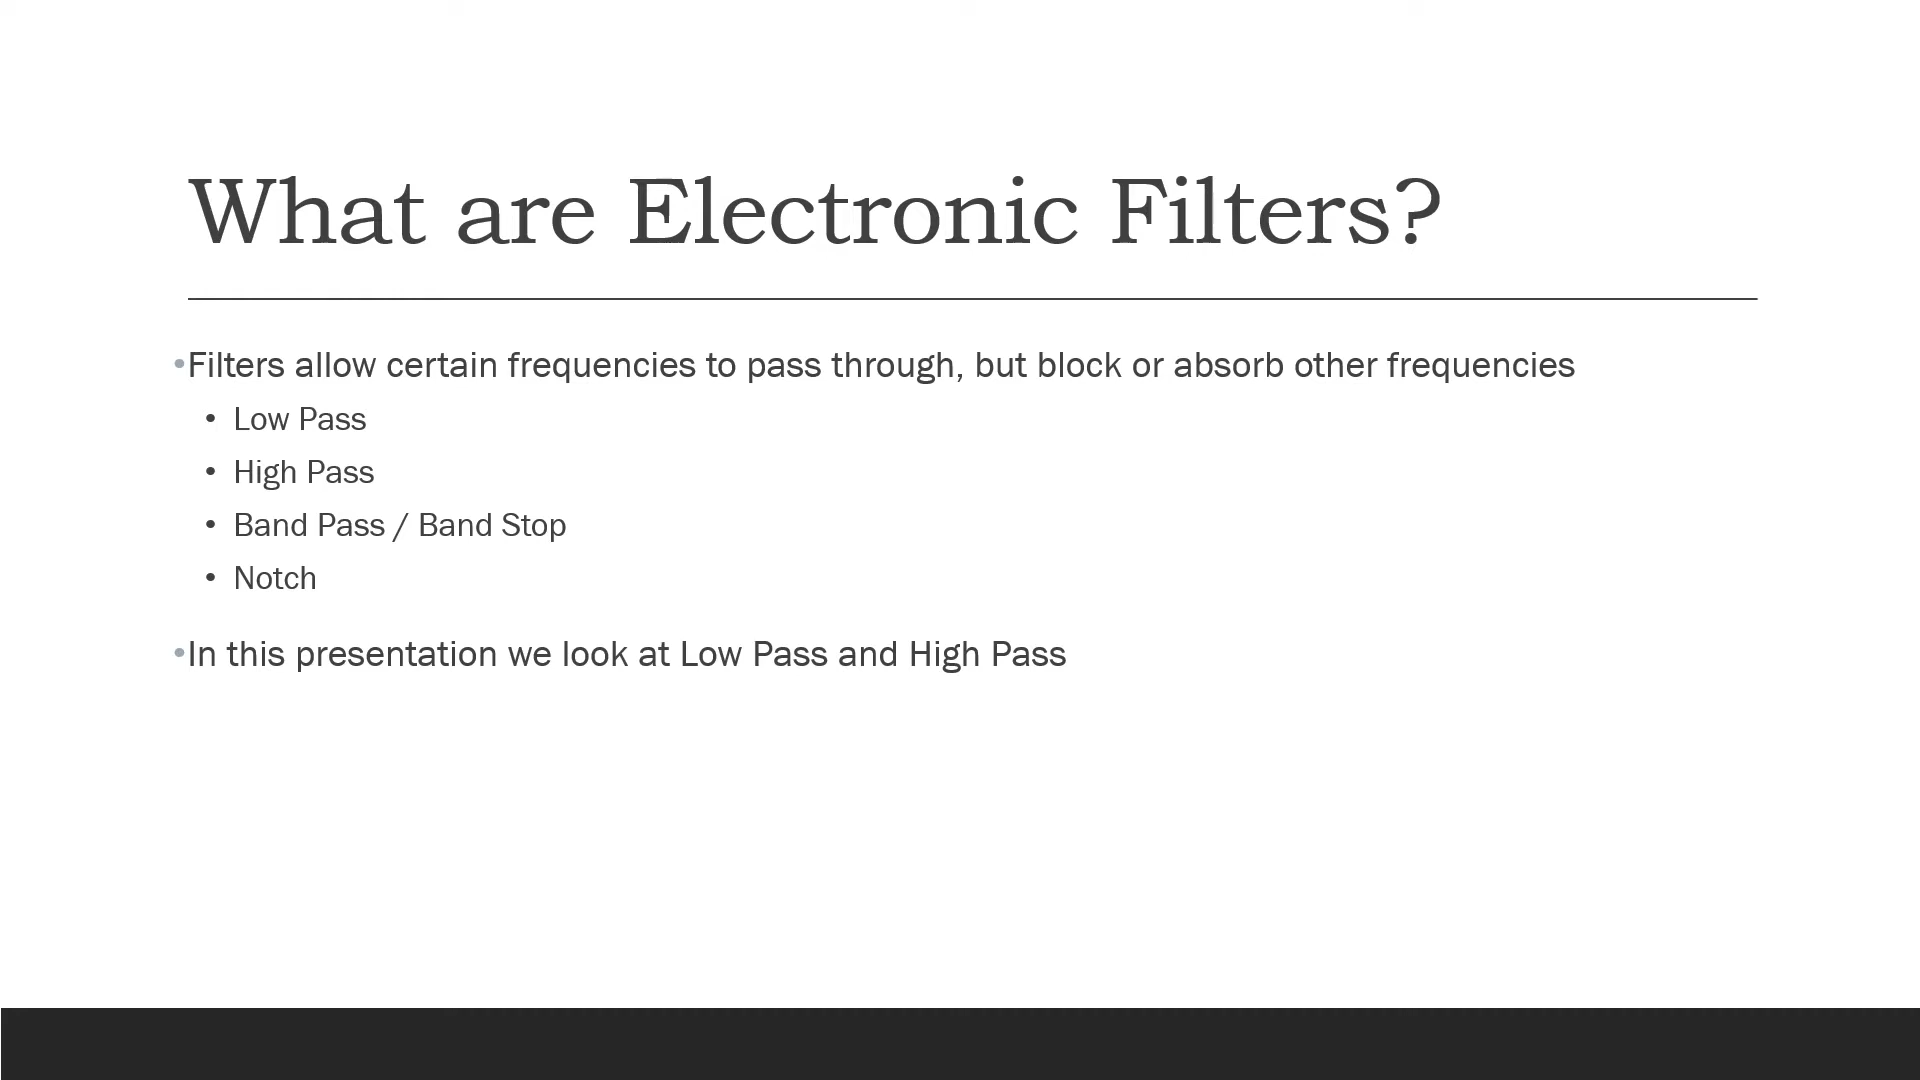 What are Electronic Filters?
•Filters allow certain frequencies to pass through, but block or absorb other frequencies
• Low Pass
• High Pass
• Band Pass / Band Stop
• Notch
•In this presentation we look at Low Pass and High Pass